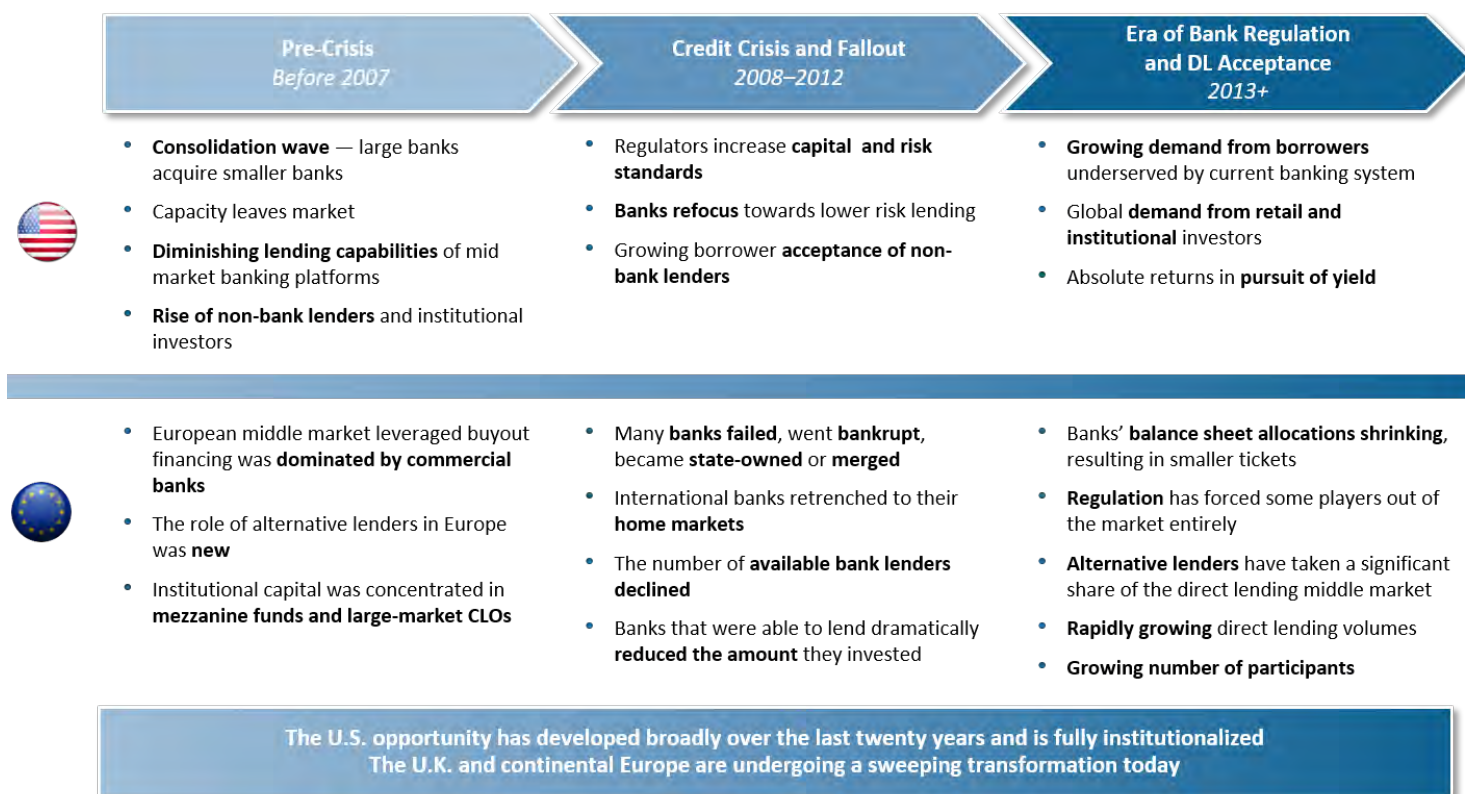 Pre-Crisis
Before 2007
Credit Crisis and Fallout
2008–2012
Era of Bank Regulation
and DL Acceptance
2013+
• Consolidation wave — large banks
acquire smaller banks
• Capacity leaves market
• Diminishing lending capabilities of mid
market banking platforms
• Rise of non-bank lenders and institutional
investors
• Regulators increase capital and risk
standards
• Banks refocus towards lower risk lending
• Growing borrower acceptance of non-
bank lenders
• Growing demand from borrowers
underserved by current banking system
• Global demand from retail and
institutional investors
• Absolute returns in pursuit of yield
• European middle market leveraged buyout
financing was dominated by commercial
banks
• The role of alternative lenders in Europe
was new
• Institutional capital was concentrated in
mezzanine funds and large-market CLOs
• Many banks failed, went bankrupt,
became state-owned or merged
• International banks retrenched to their
home markets
• The number of available bank lenders
declined
• Banks that were able to lend dramatically
reduced the amount they invested
• Banks’ balance sheet allocations shrinking,
resulting in smaller tickets
• Regulation has forced some players out of
the market entirely
• Alternative lenders have taken a significant
share of the direct lending middle market
• Rapidly growing direct lending volumes
• Growing number of participants
The U.S. opportunity has developed broadly over the last twenty years and is fully institutionalized
The U.K. and continental Europe are undergoing a sweeping transformation today